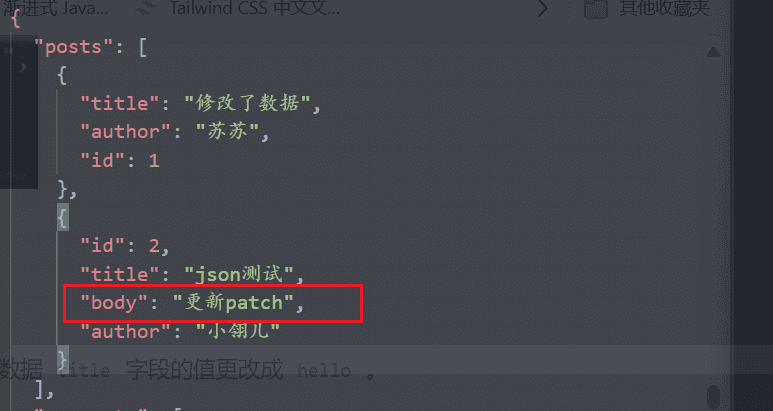 渐进式 Java... Tailwind CSS 中文文... 其他收藏夹
{
"posts": [
{
"title": "修改了数据",
"author": "苏苏",
"id": 1
},
{
"id": 2,
"title": "json测试",
"body": "更新patch",
"author": "小翎儿"
}
数据 title 字段的值更改成 hello 。
],